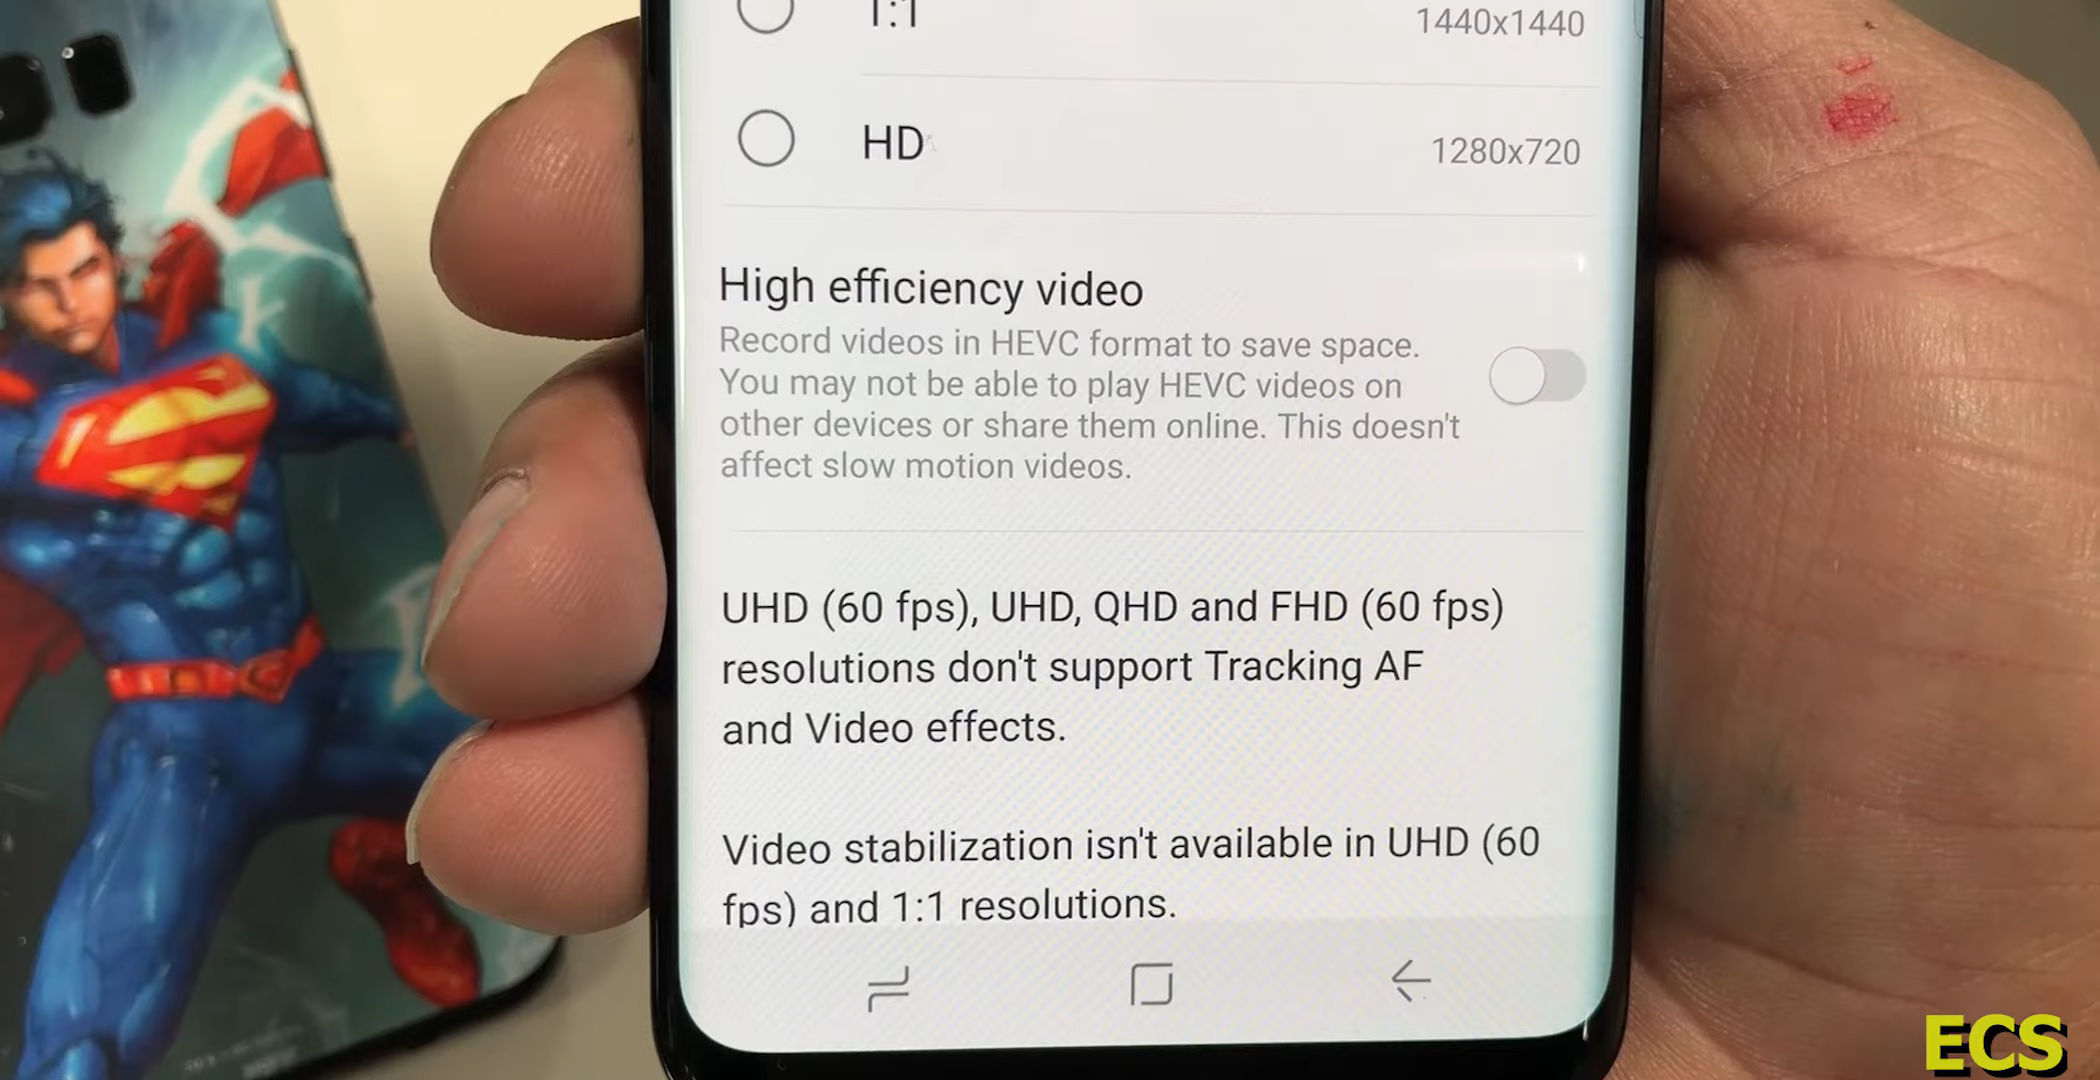 1:1
1440x1440
HD
1280x720
High efficiency video
Record videos in HEVC format to save space.
You may not be able to play HEVC videos on
other devices or share them online. This doesn't
affect slow motion videos.
UHD (60 fps), UHD, QHD and FHD (60 fps)
resolutions don't support Tracking AF
and Video effects.
Video stabilization isn't available in UHD (60
fps) and 1:1 resolutions.
ECS